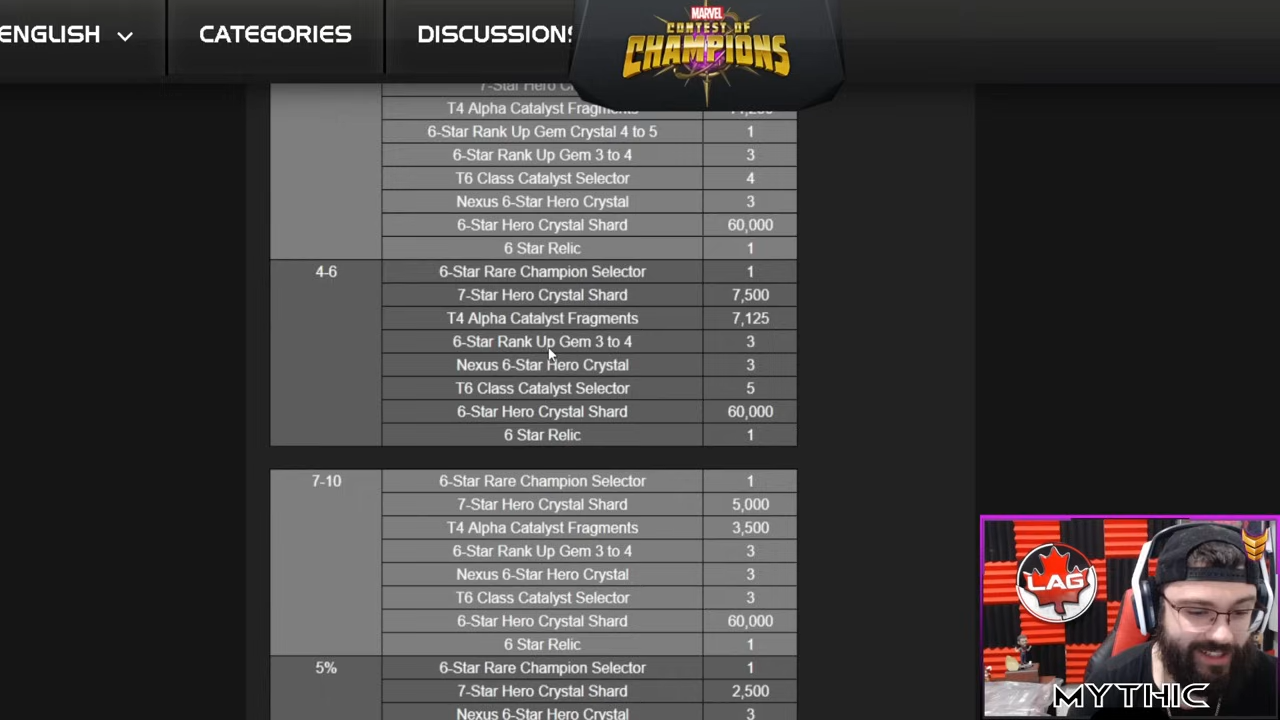 ENGLISH CATEGORIES DISCUSSIONS
MARVEL
CONTEST OF
CHAMPIONS
7-Star Hero
T4 Alpha Catalyst Fragments
6-Star Rank Up Gem Crystal 4 to 5 1
6-Star Rank Up Gem 3 to 4 3
T6 Class Catalyst Selector 4
Nexus 6-Star Hero Crystal 3
6-Star Hero Crystal Shard 60,000
6 Star Relic 1
4-6 6-Star Rare Champion Selector 1
7-Star Hero Crystal Shard 7,500
T4 Alpha Catalyst Fragments 7,125
6-Star Rank Up Gem 3 to 4 3
Nexus 6-Star Hero Crystal 3
T6 Class Catalyst Selector 5
6-Star Hero Crystal Shard 60,000
6 Star Relic 1
7-10 6-Star Rare Champion Selector 1
7-Star Hero Crystal Shard 5,000
T4 Alpha Catalyst Fragments 3,500
6-Star Rank Up Gem 3 to 4 3
Nexus 6-Star Hero Crystal 3
T6 Class Catalyst Selector 3
6-Star Hero Crystal Shard 60,000
6 Star Relic 1
5% 6-Star Rare Champion Selector 1
7-Star Hero Crystal Shard 2,500
Nexus 6-Star Hero Crystal 3
LAG
MYTHIC